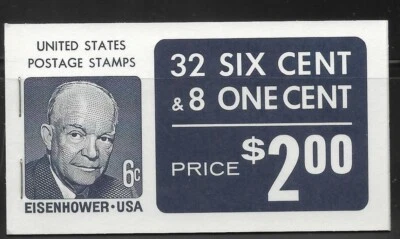 UNITED STATES
POSTAGE STAMPS
6c
EISENHOWER·USA
32 SIX CENT
& 8 ONE CENT
PRICE $2.00